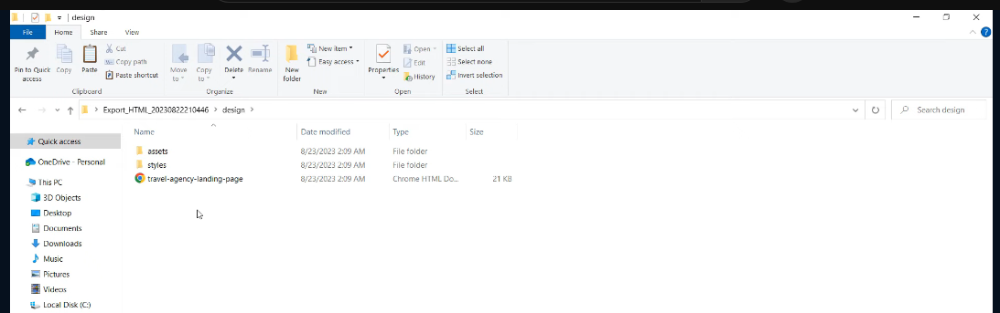 design
File Home Share View
Pin to Quick access
Copy
Paste
Cut
Copy path
Paste shortcut
Clipboard
Move to
Copy to
Delete
Rename
Organize
New folder
New item
Easy access
New
Properties
Open
Edit
History
Open
Select all
Select none
Invert selection
Select
Export_HTML_20230822210446 > design >
Search design
Name Date modified Type Size
Quick access
OneDrive - Personal
This PC
3D Objects
Desktop
Documents
Downloads
Music
Pictures
Videos
Local Disk (C:)
assets 8/23/2023 2:09 AM File folder
styles 8/23/2023 2:09 AM File folder
travel-agency-landing-page 8/23/2023 2:09 AM Chrome HTML Do... 21 KB